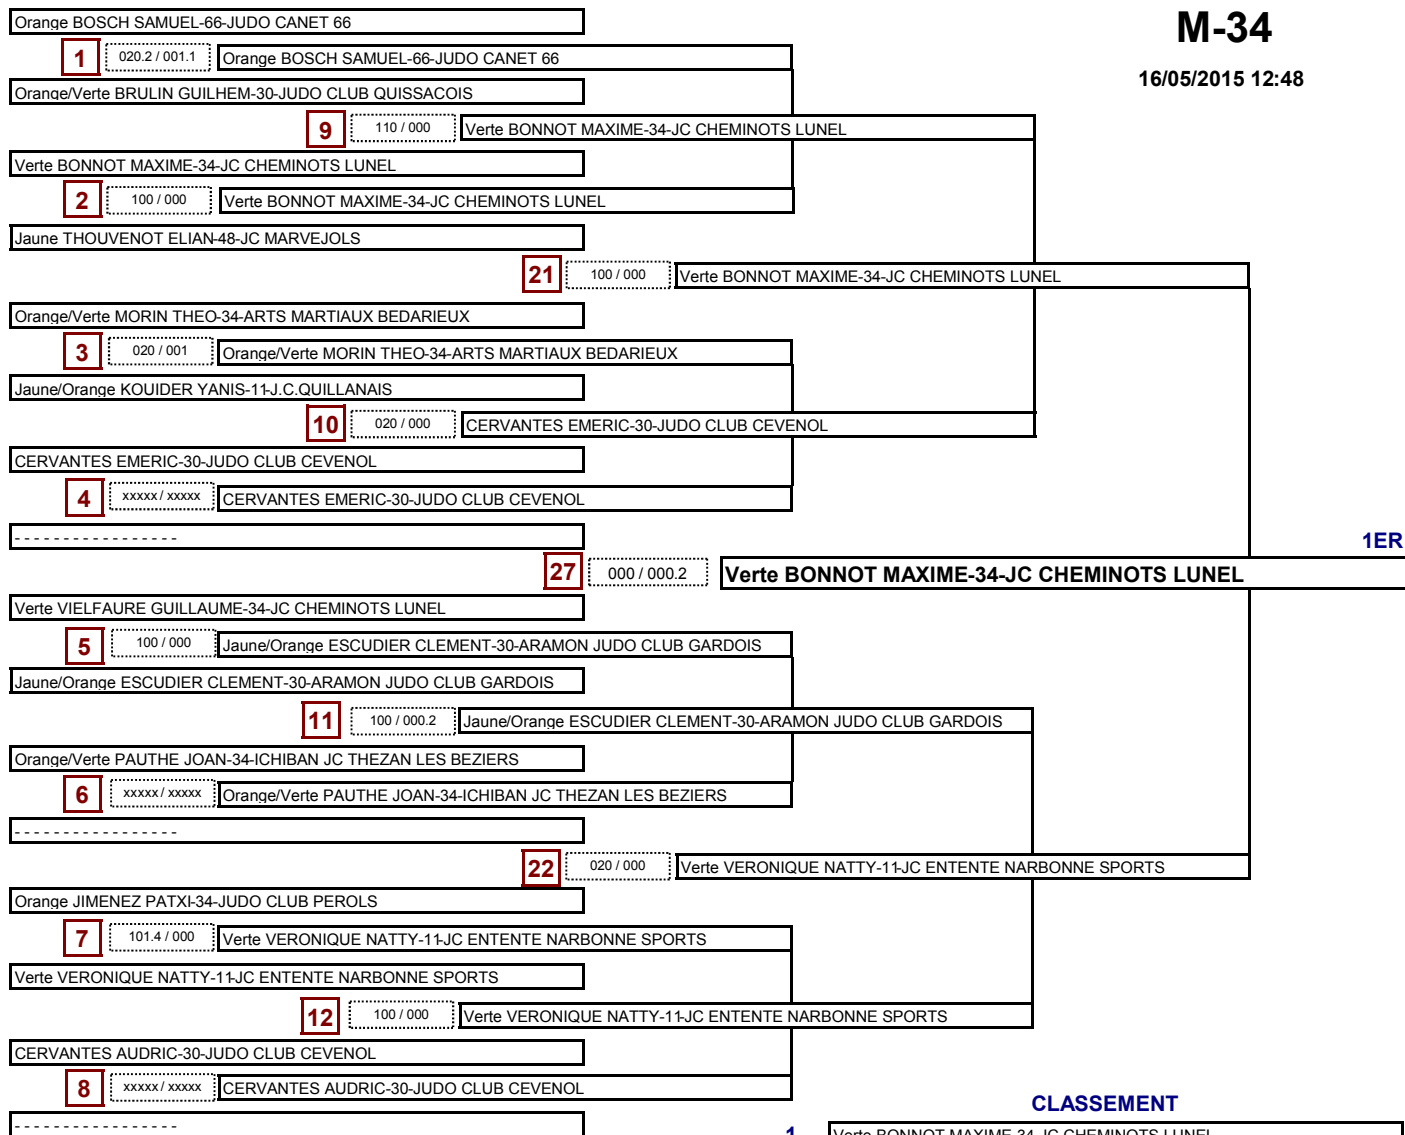 Orange BOSCH SAMUEL-66-JUDO CANET 66
M-34
1 020.2 / 001.1 Orange BOSCH SAMUEL-66-JUDO CANET 66
16/05/2015 12:48
Orange/Verte BRULIN GUILHEM-30-JUDO CLUB QUISSACOIS
9 110 / 000 Verte BONNOT MAXIME-34-JC CHEMINOTS LUNEL
Verte BONNOT MAXIME-34-JC CHEMINOTS LUNEL
2 100 / 000 Verte BONNOT MAXIME-34-JC CHEMINOTS LUNEL
Jaune THOUVENOT ELIAN-48-JC MARVEJOLS
21 100 / 000 Verte BONNOT MAXIME-34-JC CHEMINOTS LUNEL
Orange/Verte MORIN THEO-34-ARTS MARTIAUX BEDARIEUX
3 020 / 001 Orange/Verte MORIN THEO-34-ARTS MARTIAUX BEDARIEUX
Jaune/Orange KOUIDER YANIS-11-J.C.QUILLANAIS
10 020 / 000 CERVANTES EMERIC-30-JUDO CLUB CEVENOL
CERVANTES EMERIC-30-JUDO CLUB CEVENOL
4 xxxxx / xxxxx CERVANTES EMERIC-30-JUDO CLUB CEVENOL
- - - - - - - - - - - - - - - - -
1ER
27 000 / 000.2 Verte BONNOT MAXIME-34-JC CHEMINOTS LUNEL
Verte VIELFAURE GUILLAUME-34-JC CHEMINOTS LUNEL
5 100 / 000 Jaune/Orange ESCUDIER CLEMENT-30-ARAMON JUDO CLUB GARDOIS
Jaune/Orange ESCUDIER CLEMENT-30-ARAMON JUDO CLUB GARDOIS
11 100 / 000.2 Jaune/Orange ESCUDIER CLEMENT-30-ARAMON JUDO CLUB GARDOIS
Orange/Verte PAUTHE JOAN-34-ICHIBAN JC THEZAN LES BEZIERS
6 xxxxx / xxxxx Orange/Verte PAUTHE JOAN-34-ICHIBAN JC THEZAN LES BEZIERS
- - - - - - - - - - - - - - - - -
22 020 / 000 Verte VERONIQUE NATTY-11-JC ENTENTE NARBONNE SPORTS
Orange JIMENEZ PATXI-34-JUDO CLUB PEROLS
7 101.4 / 000 Verte VERONIQUE NATTY-11-JC ENTENTE NARBONNE SPORTS
Verte VERONIQUE NATTY-11-JC ENTENTE NARBONNE SPORTS
12 100 / 000 Verte VERONIQUE NATTY-11-JC ENTENTE NARBONNE SPORTS
CERVANTES AUDRIC-30-JUDO CLUB CEVENOL
8 xxxxx / xxxxx CERVANTES AUDRIC-30-JUDO CLUB CEVENOL
CLASSEMENT
- - - - - - - - - - - - - - - - -
1 Verte BONNOT MAXIME-34-JC CHEMINOTS LUNEL